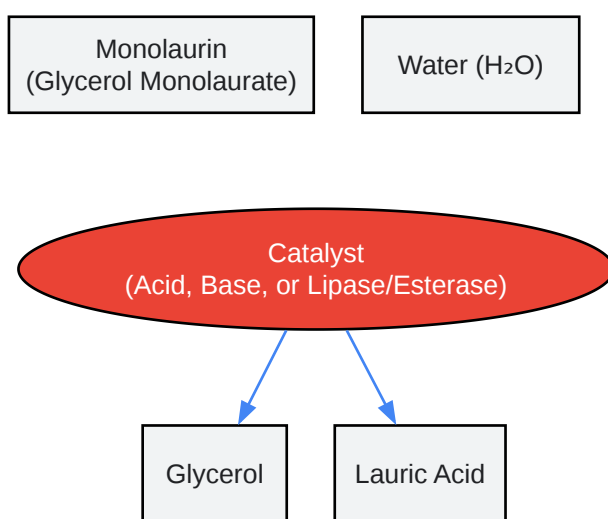 Monolaurin
(Glycerol Monolaurate)
Water (H₂O)
Catalyst
(Acid, Base, or Lipase/Esterase)
Glycerol
Lauric Acid